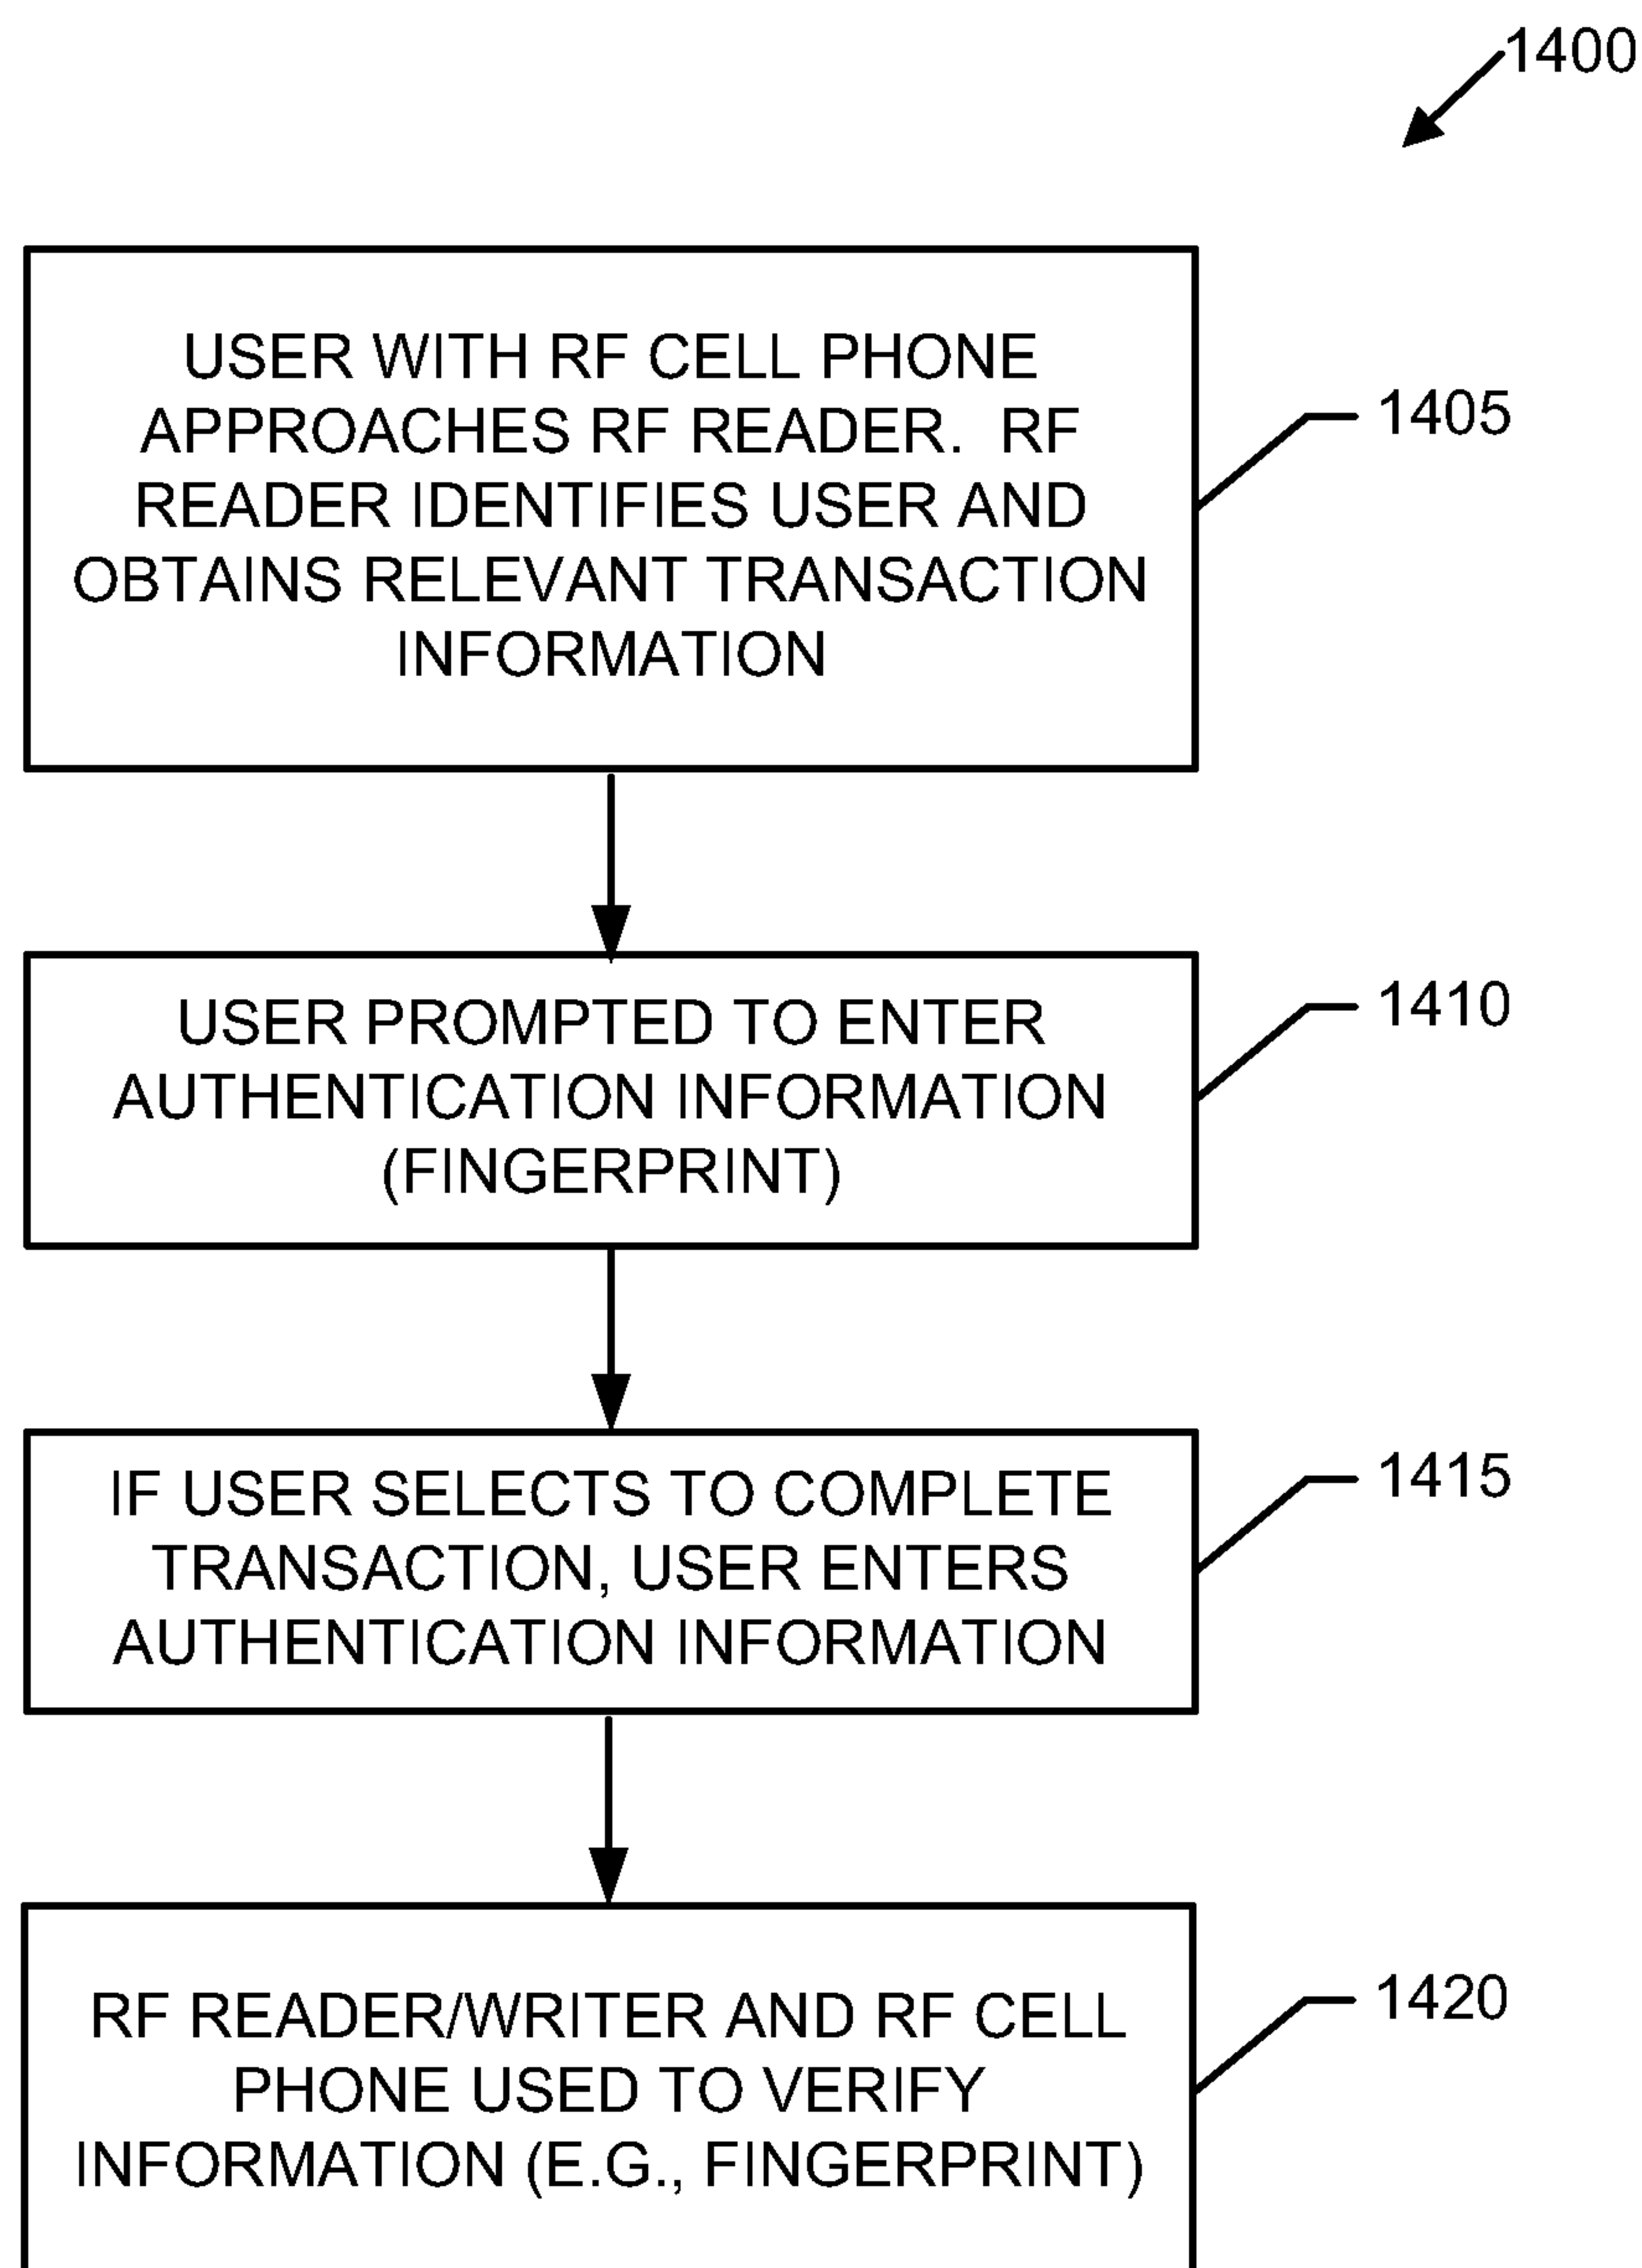 1400
USER WITH RF CELL PHONE
APPROACHES RF READER. RF
READER IDENTIFIES USER AND
OBTAINS RELEVANT TRANSACTION
INFORMATION
1405
USER PROMPTED TO ENTER
AUTHENTICATION INFORMATION
(FINGERPRINT)
1410
IF USER SELECTS TO COMPLETE
TRANSACTION, USER ENTERS
AUTHENTICATION INFORMATION
1415
RF READER/WRITER AND RF CELL
PHONE USED TO VERIFY
INFORMATION (E.G., FINGERPRINT)
1420